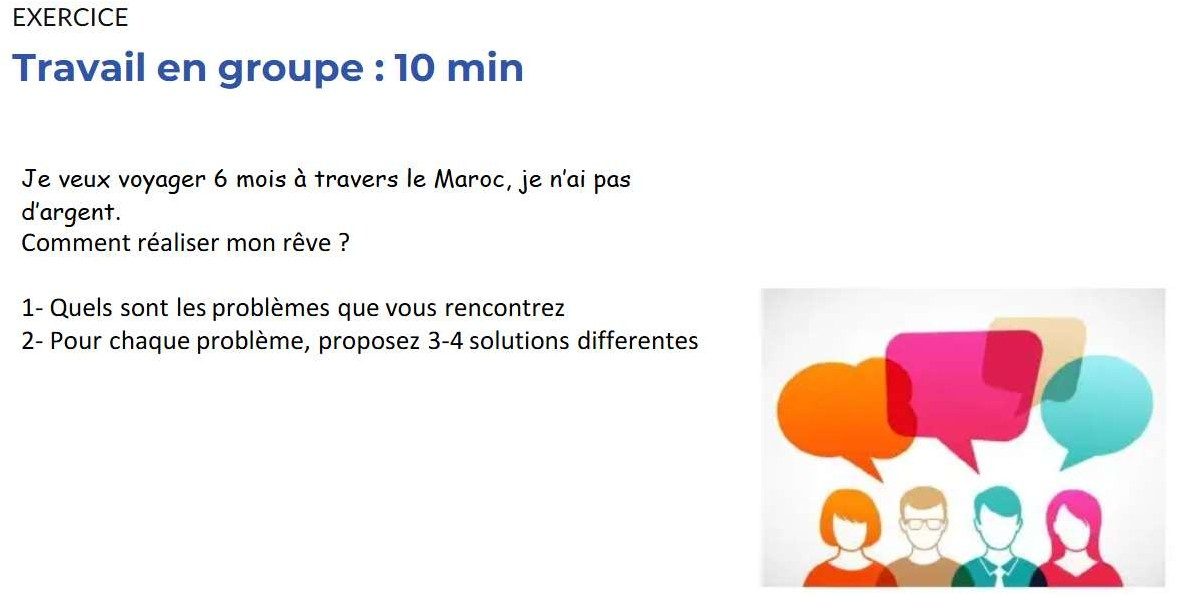 EXERCICE
Travail en groupe : 10 min
Je veux voyager 6 mois à travers le Maroc, je n'ai pas
d'argent.
Comment réaliser mon rêve ?
1- Quels sont les problèmes que vous rencontrez
2- Pour chaque problème, proposez 3-4 solutions differentes